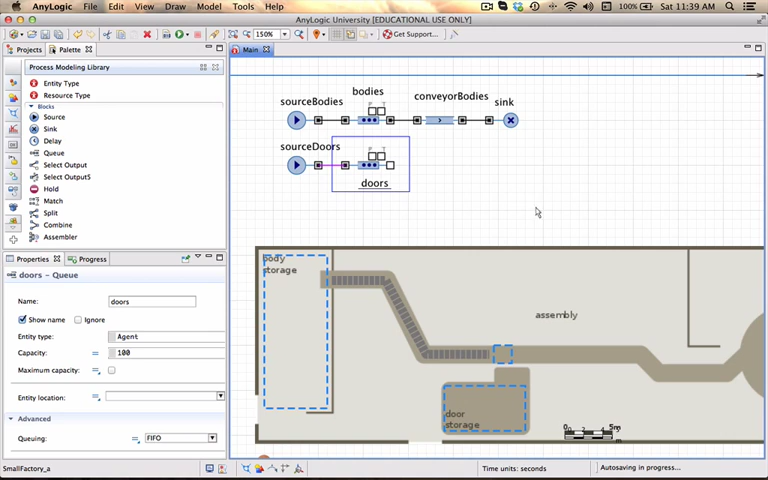 AnyLogic File Edit View Draw Model Tools Help 100% Sat 11:39 AM
AnyLogic University [EDUCATIONAL USE ONLY]
150% Get Support...
Projects Palette Main
Process Modeling Library
Entity Type
Resource Type
Blocks
Source
Sink
Delay
Queue
Select Output
Select Output5
Hold
Match
Split
Combine
Assembler
bodies
sourceBodies
conveyorBodies
sink
sourceDoors
doors
Properties Progress
doors - Queue
Name: doors
Show name Ignore
Entity type: Agent
Capacity: 100
Maximum capacity:
Entity location:
Advanced
Queuing: FIFO
body
storage
assembly
door
storage
SmallFactory_a
Time units: seconds
Autosaving in progress...